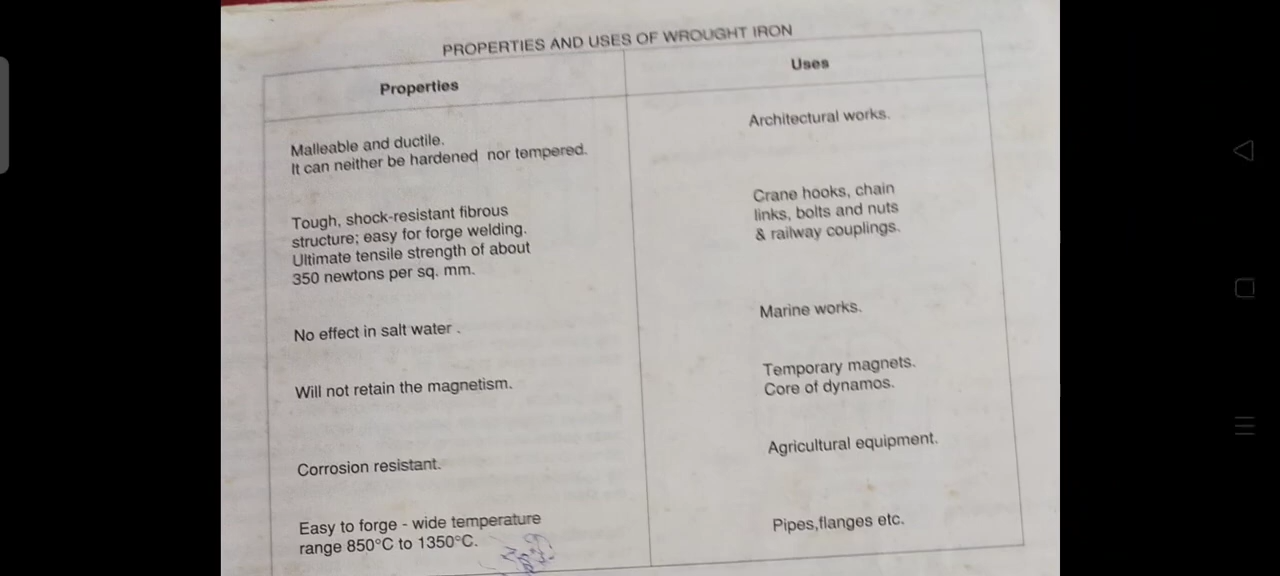 PROPERTIES AND USES OF WROUGHT IRON
Properties
Uses
Malleable and ductile.
It can neither be hardened nor tempered.
Architectural works.
Tough, shock-resistant fibrous
structure; easy for forge welding.
Ultimate tensile strength of about
350 newtons per sq. mm.
Crane hooks, chain
links, bolts and nuts
& railway couplings.
No effect in salt water .
Marine works.
Will not retain the magnetism.
Temporary magnets.
Core of dynamos.
Corrosion resistant.
Agricultural equipment.
Easy to forge - wide temperature
range 850°C to 1350°C.
Pipes,flanges etc.